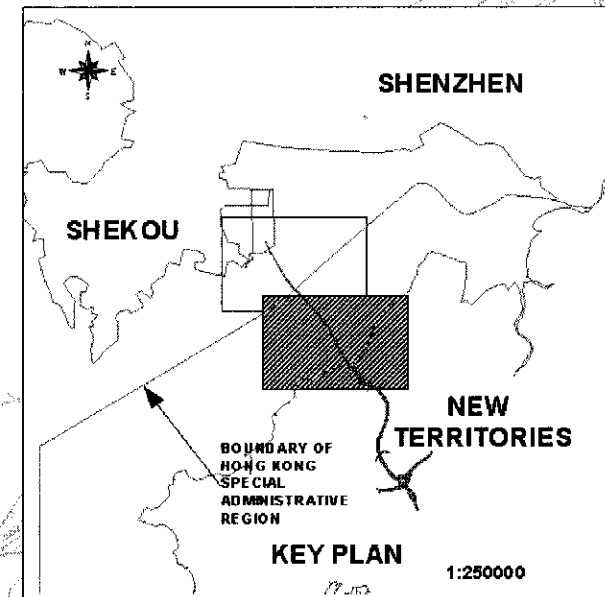 N
W E
S
SHENZHEN
SHEKOU
NEW
TERRITORIES
BOUNDARY OF
HONG KONG
SPECIAL
ADMINISTRATIVE
REGION
KEY PLAN
1:250000